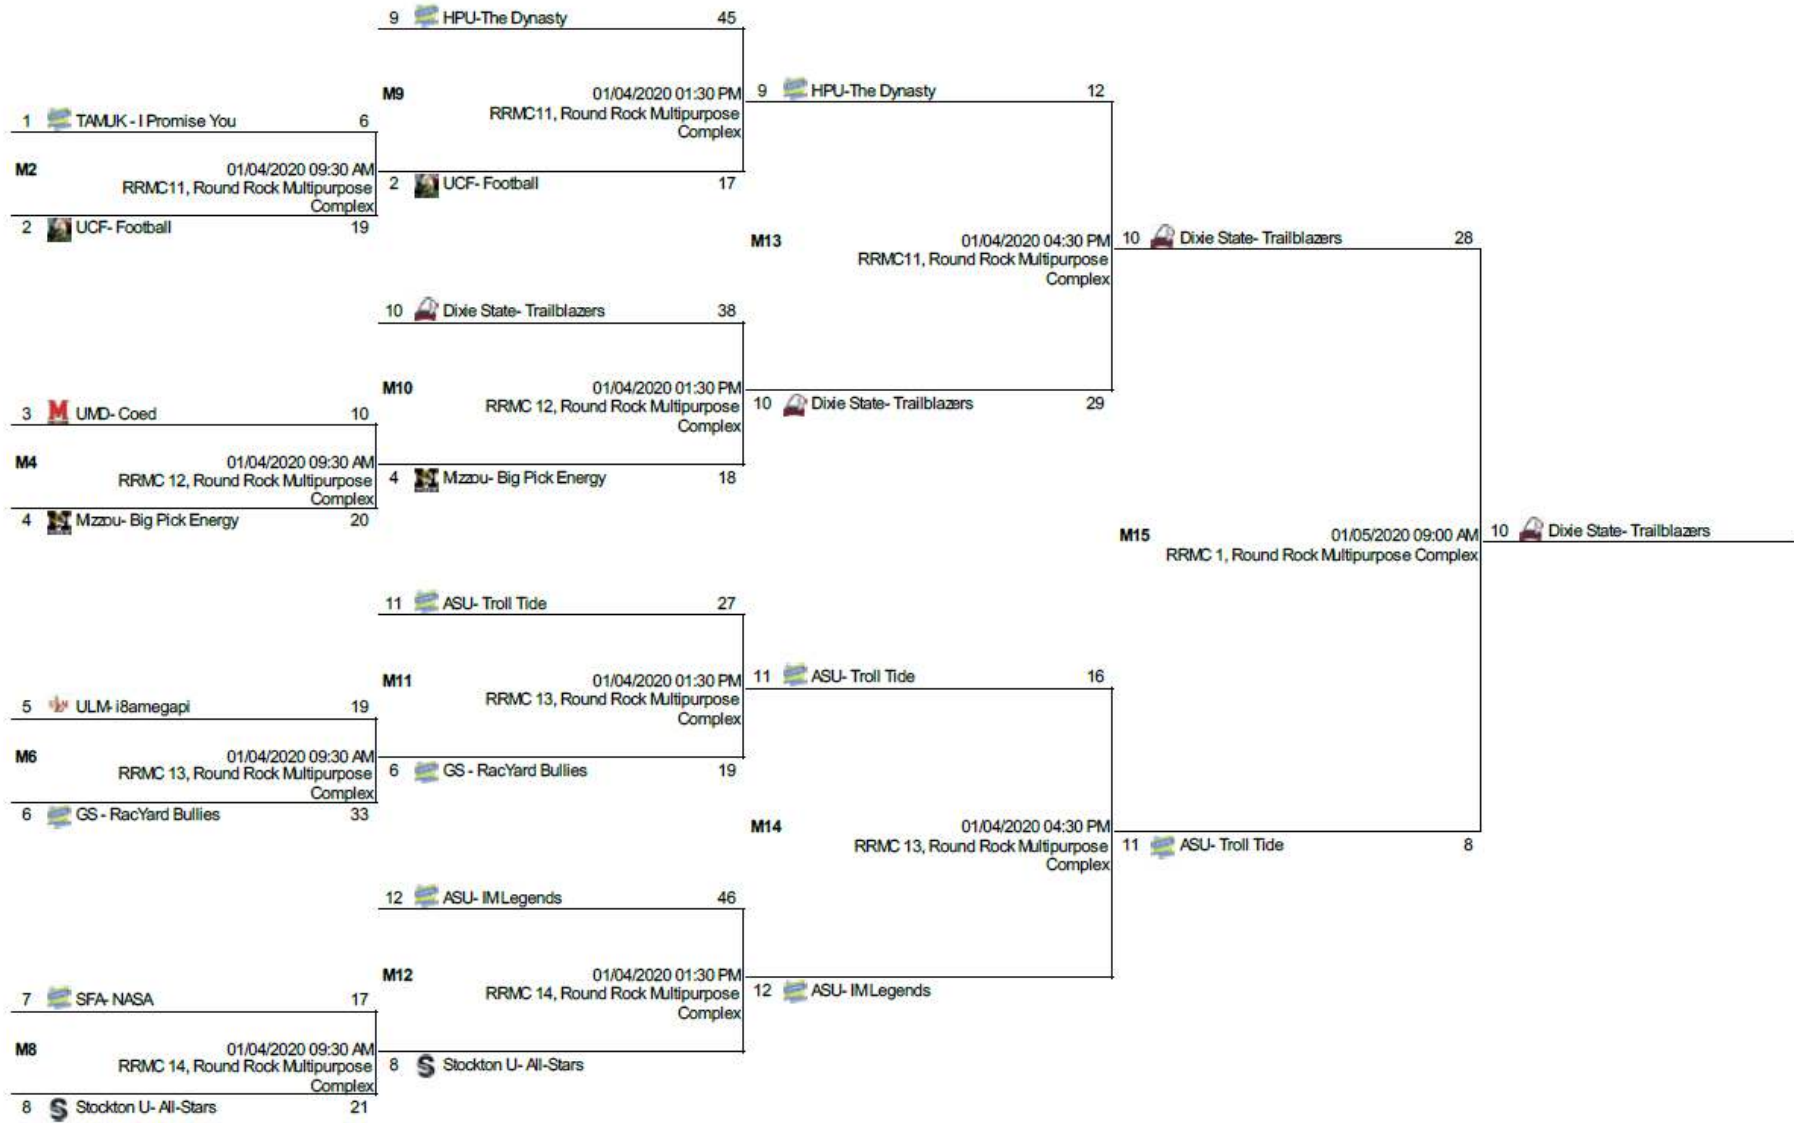 9 HPU-The Dynasty 45
M9 01/04/2020 01:30 PM
RRMC11, Round Rock Multipurpose
Complex
2 UCF- Football 17
1 TAMUK - I Promise You 6
M2 01/04/2020 09:30 AM
RRMC11, Round Rock Multipurpose
Complex
2 UCF- Football 19
10 Dixie State- Trailblazers 38
M10 01/04/2020 01:30 PM
RRMC 12, Round Rock Multipurpose
Complex
4 Mizzou- Big Pick Energy 18
3 M UMD- Coed 10
M4 01/04/2020 09:30 AM
RRMC 12, Round Rock Multipurpose
Complex
4 Mizzou- Big Pick Energy 20
11 ASU- Troll Tide 27
M11 01/04/2020 01:30 PM
RRMC 13, Round Rock Multipurpose
Complex
6 GS - RacYard Bullies 19
5 ULM- i8amegapi 19
M6 01/04/2020 09:30 AM
RRMC 13, Round Rock Multipurpose
Complex
6 GS - RacYard Bullies 33
12 ASU- IM Legends 46
M12 01/04/2020 01:30 PM
RRMC 14, Round Rock Multipurpose
Complex
8 S Stockton U- All-Stars
7 SFA- NASA 17
M8 01/04/2020 09:30 AM
RRMC 14, Round Rock Multipurpose
Complex
8 S Stockton U- All-Stars 21
9 HPU-The Dynasty 12
M13 01/04/2020 04:30 PM
RRMC11, Round Rock Multipurpose
Complex
10 Dixie State- Trailblazers 29
11 ASU- Troll Tide 16
M14 01/04/2020 04:30 PM
RRMC 13, Round Rock Multipurpose
Complex
12 ASU- IM Legends
10 Dixie State- Trailblazers 28
M15 01/05/2020 09:00 AM
RRMC 1, Round Rock Multipurpose Complex
11 ASU- Troll Tide 8
10 Dixie State- Trailblazers